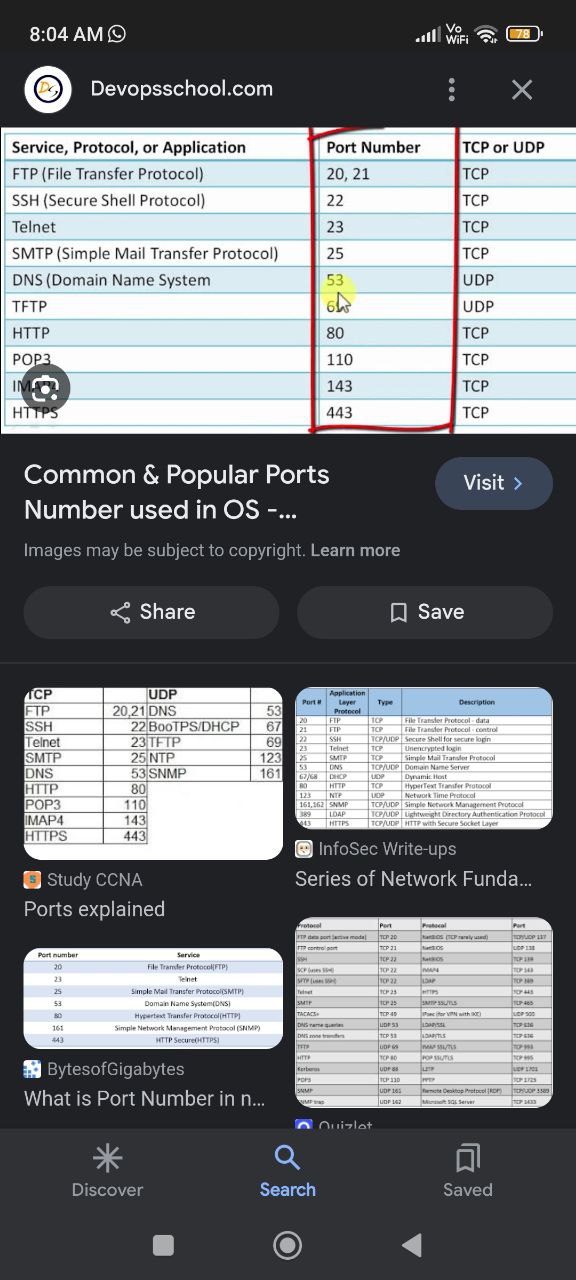 8:04 AM
Vo WiFi
78
Devopsschool.com
Service, Protocol, or Application Port Number TCP or UDP
FTP (File Transfer Protocol) 20, 21 TCP
SSH (Secure Shell Protocol) 22 TCP
Telnet 23 TCP
SMTP (Simple Mail Transfer Protocol) 25 TCP
DNS (Domain Name System 53 UDP
TFTP UDP
HTTP 80 TCP
POP3 110 TCP
143 TCP
HTTPS 443 TCP
Common & Popular Ports
Number used in OS -...
Visit
Images may be subject to copyright. Learn more
Share
Save
TCP UDP
FTP 20,21 DNS 53
SSH 22 BooTPS/DHCP 67
Telnet 23 TFTP 69
SMTP 25 NTP 123
DNS 53 SNMP 161
HTTP 80
POP3 110
IMAP4 143
HTTPS 443
Study CCNA
Ports explained
Port # Application Layer Protocol Type Description
20 FTP TCP File Transfer Protocol - data
21 FTP TCP File Transfer Protocol - control
22 SSH TCP/UDP Secure Shell for secure login
23 Telnet TCP Unencrypted login
25 SMTP TCP Simple Mail Transfer Protocol
53 DNS TCP/UDP Domain Name Server
67/68 DHCP UDP Dynamic Host
80 HTTP TCP HyperText Transfer Protocol
123 NTP UDP Network Time Protocol
161,162 SNMP TCP/UDP Simple Network Management Protocol
389 LDAP TCP/UDP Lightweight Directory Authentication Protocol
443 HTTPS TCP/UDP HTTP with Secure Socket Layer
InfoSec Write-ups
Series of Network Funda...
Port number Service
20 File Transfer Protocol(FTP)
23 Telnet
25 Simple Mail Transfer Protocol(SMTP)
53 Domain Name System(DNS)
80 Hypertext Transfer Protocol(HTTP)
161 Simple Network Management Protocol (SNMP)
443 HTTP Secure(HTTPS)
BytesofGigabytes
What is Port Number in n...
Protocol Port Protocol Port
FTP data port (active mode) TCP 20 NetBIOS (TCP rarely used) TCP/UDP 137
FTP control port TCP 21 NetBIOS UDP 138
SSH TCP 22 NetBIOS TCP 139
SCP (uses SSH) TCP 22 IMAP4 TCP 143
SFTP (uses SSH) TCP 22 LDAP TCP 389
Telnet TCP 23 HTTPS TCP 443
SMTP TCP 25 SMTP SSL/TLS TCP 465
TACACS+ TCP 49 IPsec (for VPN with IKE) UDP 500
DNS name queries UDP 53 LDAP/SSL TCP 636
DNS zone transfers TCP 53 LDAP/TLS TCP 636
TFTP UDP 69 IMAP SSL/TLS TCP 993
HTTP TCP 80 POP SSL/TLS TCP 995
Kerberos UDP 88 L2TP UDP 1701
POP3 TCP 110 PPTP TCP 1723
SNMP UDP 161 Remote Desktop Protocol (RDP) TCP/UDP 3389
SNMP trap UDP 162 Microsoft SQL Server TCP 1433
Quizlet
Discover
Search
Saved